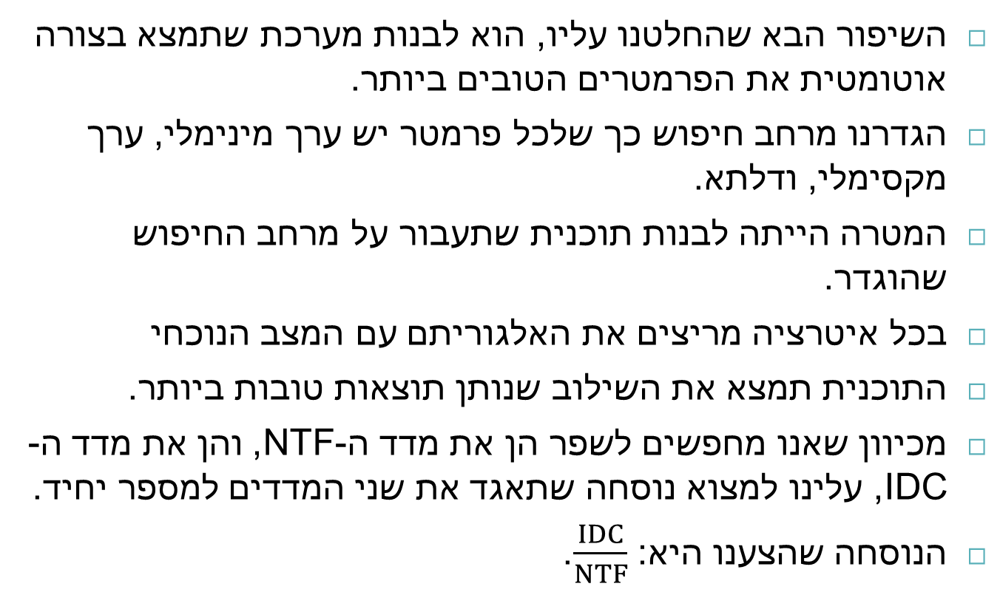 השיפור הבא שהחלטנו עליו, הוא לבנות מערכת שתמצא בצורה
אוטומטית את הפרמטרים הטובים ביותר.
הגדרנו מרחב חיפוש כך שלכל פרמטר יש ערך מינימלי, ערך
מקסימלי, ודלתא.
המטרה הייתה לבנות תוכנית שתעבור על מרחב החיפוש
שהוגדר.
בכל איטרציה מריצים את האלגוריתם עם המצב הנוכחי
התוכנית תמצא את השילוב שנותן תוצאות טובות ביותר.
מכיוון שאנו מחפשים לשפר הן את מדד ה-NTF, והן את מדד ה-
IDC, עלינו למצוא נוסחה שתאגד את שני המדדים למספר יחיד.
הנוסחה שהצענו היא: IDC/NTF.